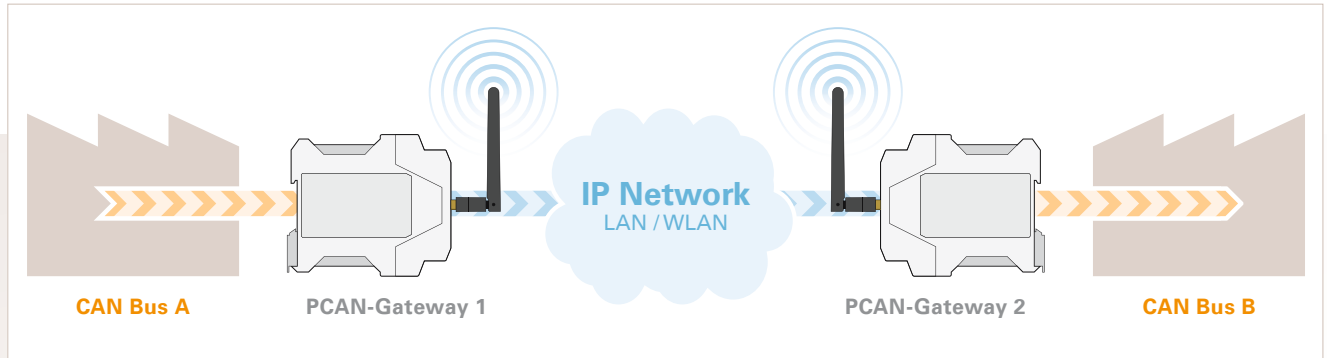 IP Network
LAN / WLAN
CAN Bus A
PCAN-Gateway 1
PCAN-Gateway 2
CAN Bus B